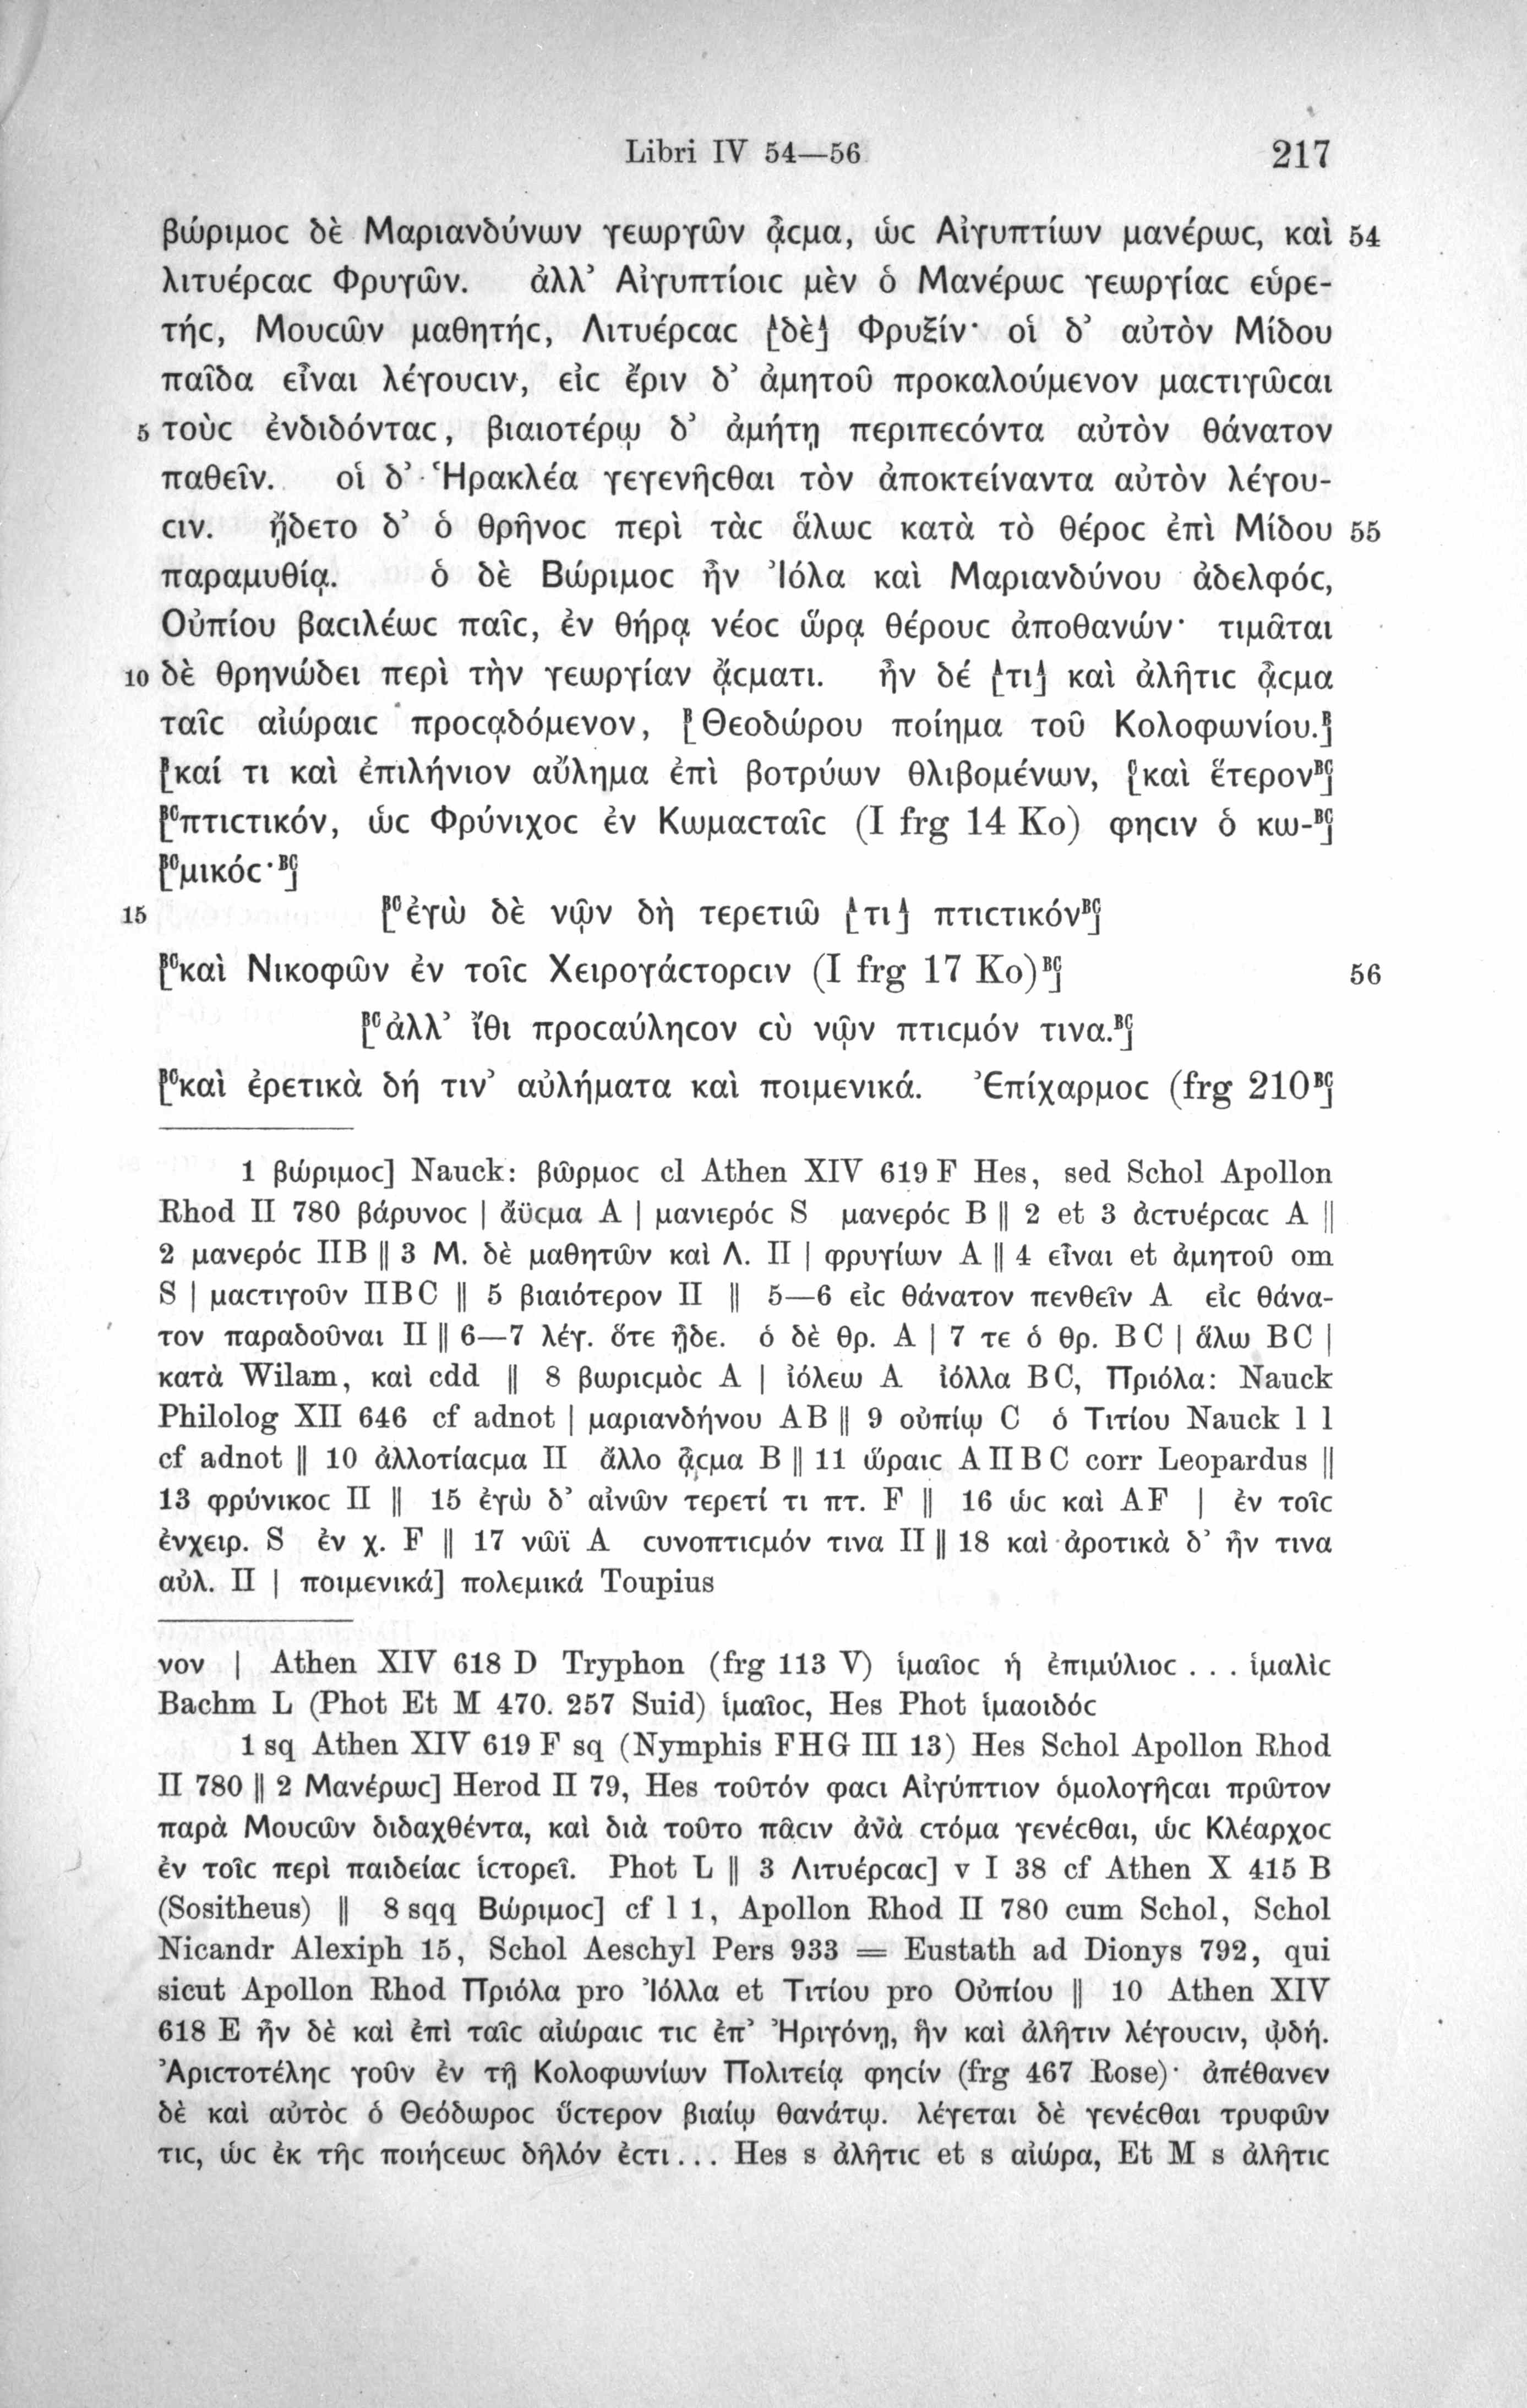 Libri IV 54—56 217
βώριμοϲ δὲ Μαριανδύνων γεωργῶν ᾆϲμα, ὡϲ Αἰγυπτίων μανέρωϲ, καὶ 54
λιτυέρϲαϲ Φρυγῶν. ἀλλ’ Αἰγυπτίοιϲ μὲν ὁ Μανέρωϲ γεωργίαϲ εὑρε-
τήϲ, Μουϲῶν μαθητήϲ, Λιτυέρϲαϲ [ᴬδὲᴬ] Φρυξίν· οἱ δ’ αὐτὸν Μίδου
παῖδα εἶναι λέγουϲιν, εἰϲ ἔριν δ’ ἀμητοῦ προκαλούμενον μαϲτιγῶϲαι
5 τοὺϲ ἐνδιδόνταϲ, βιαιοτέρῳ δ’ ἀμήτῃ περιπεϲόντα αὐτὸν θάνατον
παθεῖν. οἱ δ’ Ἡρακλέα γεγενῆϲθαι τὸν ἀποκτείναντα αὐτὸν λέγου-
ϲιν. ᾔδετο δ’ ὁ θρῆνοϲ περὶ τὰϲ ἅλωϲ κατὰ τὸ θέροϲ ἐπὶ Μίδου 55
παραμυθίᾳ. ὁ δὲ Βώριμοϲ ἦν Ἰόλα καὶ Μαριανδύνου ἀδελφόϲ,
Οὐπίου βαϲιλέωϲ παῖϲ, ἐν θήρᾳ νέοϲ ὥρᾳ θέρουϲ ἀποθανών· τιμᾶται
10 δὲ θρηνώδει περὶ τὴν γεωργίαν ᾄϲματι. ἦν δέ [ᴬτιᴬ] καὶ ἀλῆτιϲ ᾆϲμα
ταῖϲ αἰώραιϲ προϲᾳδόμενον, [ᴮΘεοδώρου ποίημα τοῦ Κολοφωνίου.ᴮ]
[ᴮκαί τι καὶ ἐπιλήνιον αὔλημα ἐπὶ βοτρύων θλιβομένων, [ᶜκαὶ ἕτερονᴮᶜ]
[ᴮᶜπτιϲτικόν, ὡϲ Φρύνιχοϲ ἐν Κωμαϲταῖϲ (I frg 14 Ko) φηϲιν ὁ κω-ᴮᶜ]
[ᴮᶜμικόϲ·ᴮᶜ]
15 [ᴮᶜἐγὼ δὲ νῷν δὴ τερετιῶ [ᴬτιᴬ] πτιϲτικόνᴮᶜ]
[ᴮᶜκαὶ Νικοφῶν ἐν τοῖϲ Χειρογάϲτορϲιν (I frg 17 Ko)ᴮᶜ] 56
[ᴮᶜἀλλ’ ἴθι προϲαύληϲον ϲὺ νῷν πτιϲμόν τινα.ᴮᶜ]
[ᴮᶜκαὶ ἐρετικὰ δή τιν’ αὐλήματα καὶ ποιμενικά. Ἐπίχαρμοϲ (frg 210ᴮᶜ]
1 βώριμοϲ] Nauck: βῶρμοϲ cl Athen XIV 619 F Hes, sed Schol Apollon
Rhod II 780 βάρυνοϲ | ἄϋϲμα A | μανιερόϲ S μανερόϲ B || 2 et 3 ἀϲτυέρϲαϲ A ||
2 μανερόϲ IIB || 3 Μ. δὲ μαθητῶν καὶ Λ. II | φρυγίων A || 4 εἶναι et ἀμητοῦ om
S | μαϲτιγοῦν IIBC || 5 βιαιότερον II || 5—6 εἰϲ θάνατον πενθεῖν A εἰϲ θάνα-
τον παραδοῦναι II || 6—7 λέγ. ὅτε ᾖδε. ὁ δὲ θρ. A | 7 τε ὁ θρ. BC | ἅλω BC |
κατὰ Wilam, καὶ cdd || 8 βωριϲμὸϲ A | ἰόλεω A ἰόλλα BC, Πριόλα: Nauck
Philolog XII 646 cf adnot | μαριανδήνου AB || 9 οὐπίῳ C ὁ Τιτίου Nauck l l
cf adnot || 10 ἀλλοτίαϲμα II ἄλλο ᾆϲμα B || 11 ὥραιϲ A II B C corr Leopardus ||
13 φρύνικοϲ II || 15 ἐγὼ δ’ αἰνῶν τερετί τι πτ. F || 16 ὡϲ καὶ AF | ἐν τοῖϲ
ἐνχειρ. S ἐν χ. F || 17 νῶϊ A ϲυνοπτιϲμόν τινα II || 18 καὶ ἀροτικὰ δ’ ἦν τινα
αὐλ. II | ποιμενικά] πολεμικά Toupius
νον | Athen XIV 618 D Tryphon (frg 113 V) ἱμαῖοϲ ἡ ἐπιμύλιοϲ . . . ἱμαλὶϲ
Bachm L (Phot Et M 470. 257 Suid) ἱμαῖοϲ, Hes Phot ἱμαοιδόϲ
1 sq Athen XIV 619 F sq (Nymphis FHG III 13) Hes Schol Apollon Rhod
II 780 || 2 Μανέρωϲ] Herod II 79, Hes τοῦτόν φαϲι Αἰγύπτιον ὁμολογῆϲαι πρῶτον
παρὰ Μουϲῶν διδαχθέντα, καὶ διὰ τοῦτο πᾶϲιν ἀνὰ ϲτόμα γενέϲθαι, ὡϲ Κλέαρχοϲ
ἐν τοῖϲ περὶ παιδείαϲ ἱϲτορεῖ. Phot L || 3 Λιτυέρϲαϲ] v I 38 cf Athen X 415 B
(Sositheus) || 8 sqq Βώριμοϲ] cf l 1, Apollon Rhod II 780 cum Schol, Schol
Nicandr Alexiph 15, Schol Aeschyl Pers 933 = Eustath ad Dionys 792, qui
sicut Apollon Rhod Πριόλα pro Ἰόλλα et Τιτίου pro Οὐπίου || 10 Athen XIV
618 E ἦν δὲ καὶ ἐπὶ ταῖϲ αἰώραιϲ τιϲ ἐπ’ Ἠριγόνῃ, ἣν καὶ ἀλῆτιν λέγουϲιν, ᾠδή.
Ἀριϲτοτέληϲ γοῦν ἐν τῇ Κολοφωνίων Πολιτείᾳ φηϲίν (frg 467 Rose)· ἀπέθανεν
δὲ καὶ αὐτὸϲ ὁ Θεόδωροϲ ὕϲτερον βιαίῳ θανάτῳ. λέγεται δὲ γενέϲθαι τρυφῶν
τιϲ, ὡϲ ἐκ τῆϲ ποιήϲεωϲ δῆλόν ἐϲτι... Hes s ἀλῆτιϲ et s αἰώρα, Et M s ἀλῆτιϲ